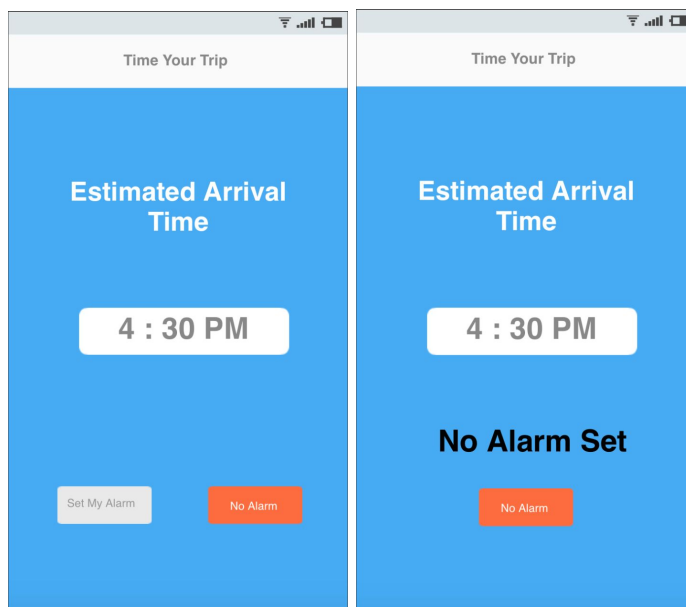 Time Your Trip
Estimated Arrival
Time
4 : 30 PM
Set My Alarm
No Alarm
Time Your Trip
Estimated Arrival
Time
4 : 30 PM
No Alarm Set
No Alarm